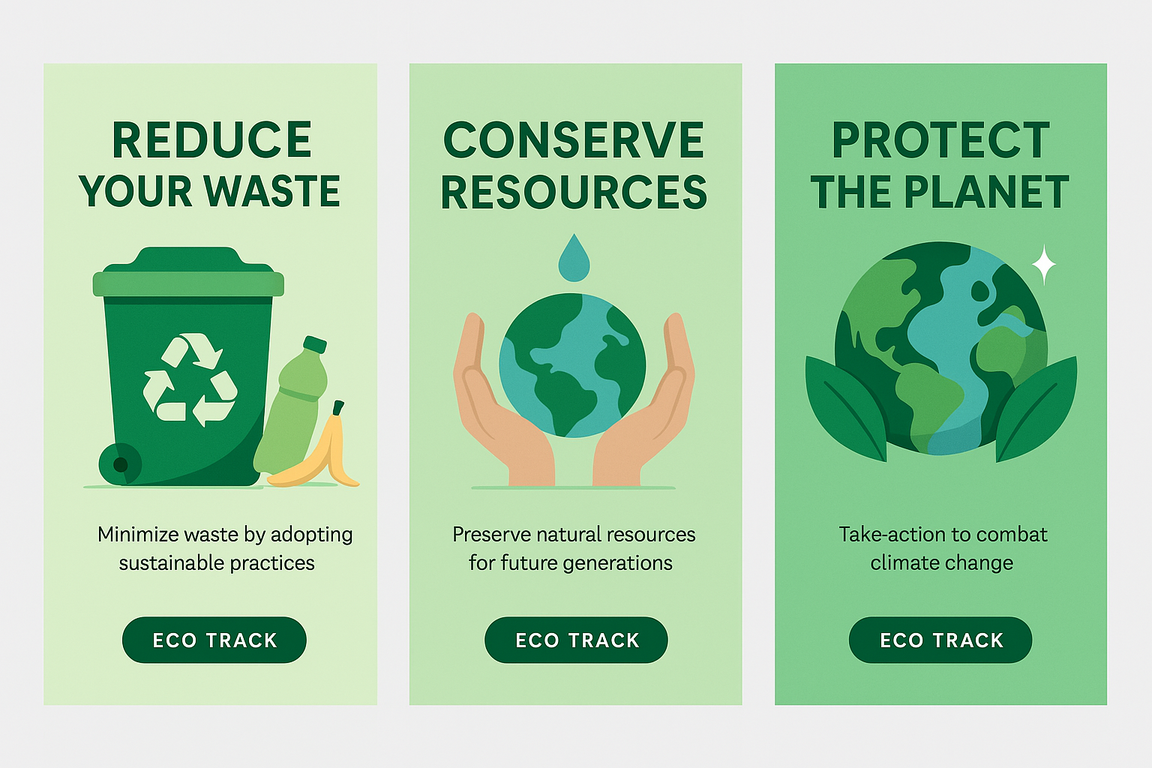 REDUCE
YOUR WASTE
Minimize waste by adopting
sustainable practices
ECO TRACK
CONSERVE
RESOURCES
Preserve natural resources
for future generations
ECO TRACK
PROTECT
THE PLANET
Take-action to combat
climate change
ECO TRACK